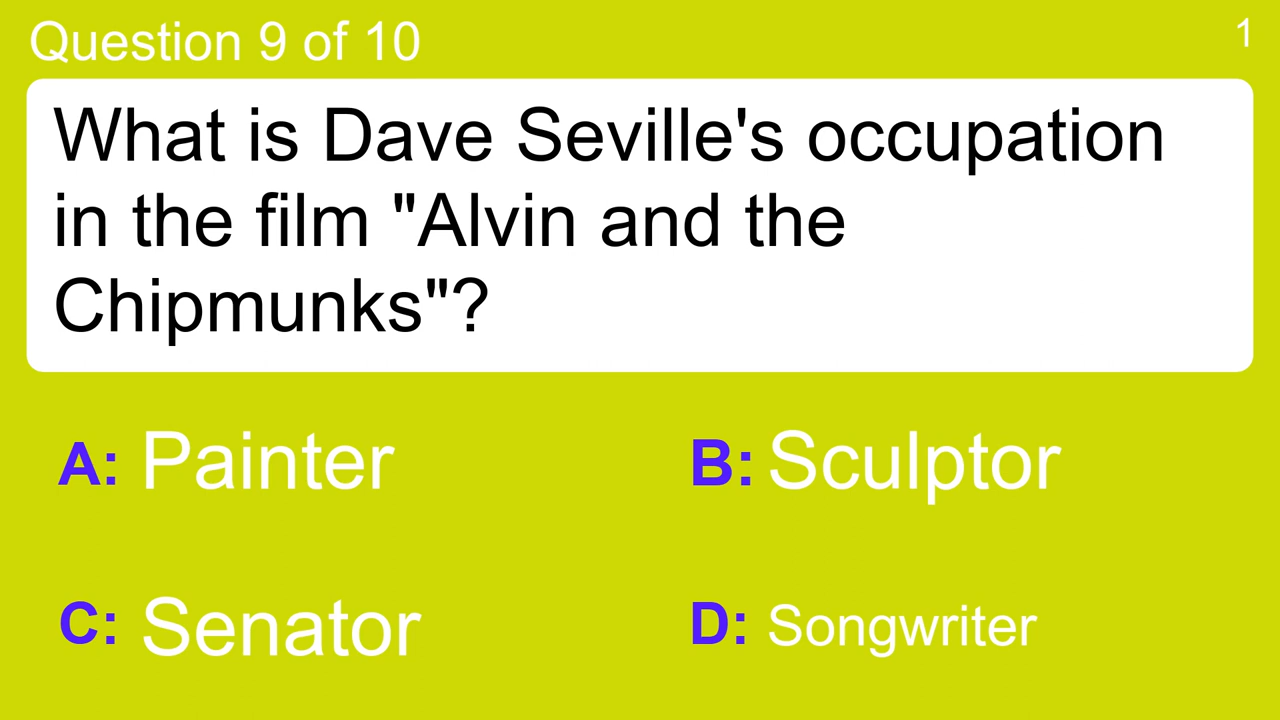 Question 9 of 10
1
What is Dave Seville's occupation
in the film "Alvin and the
Chipmunks"?
A: Painter
B: Sculptor
C: Senator
D: Songwriter